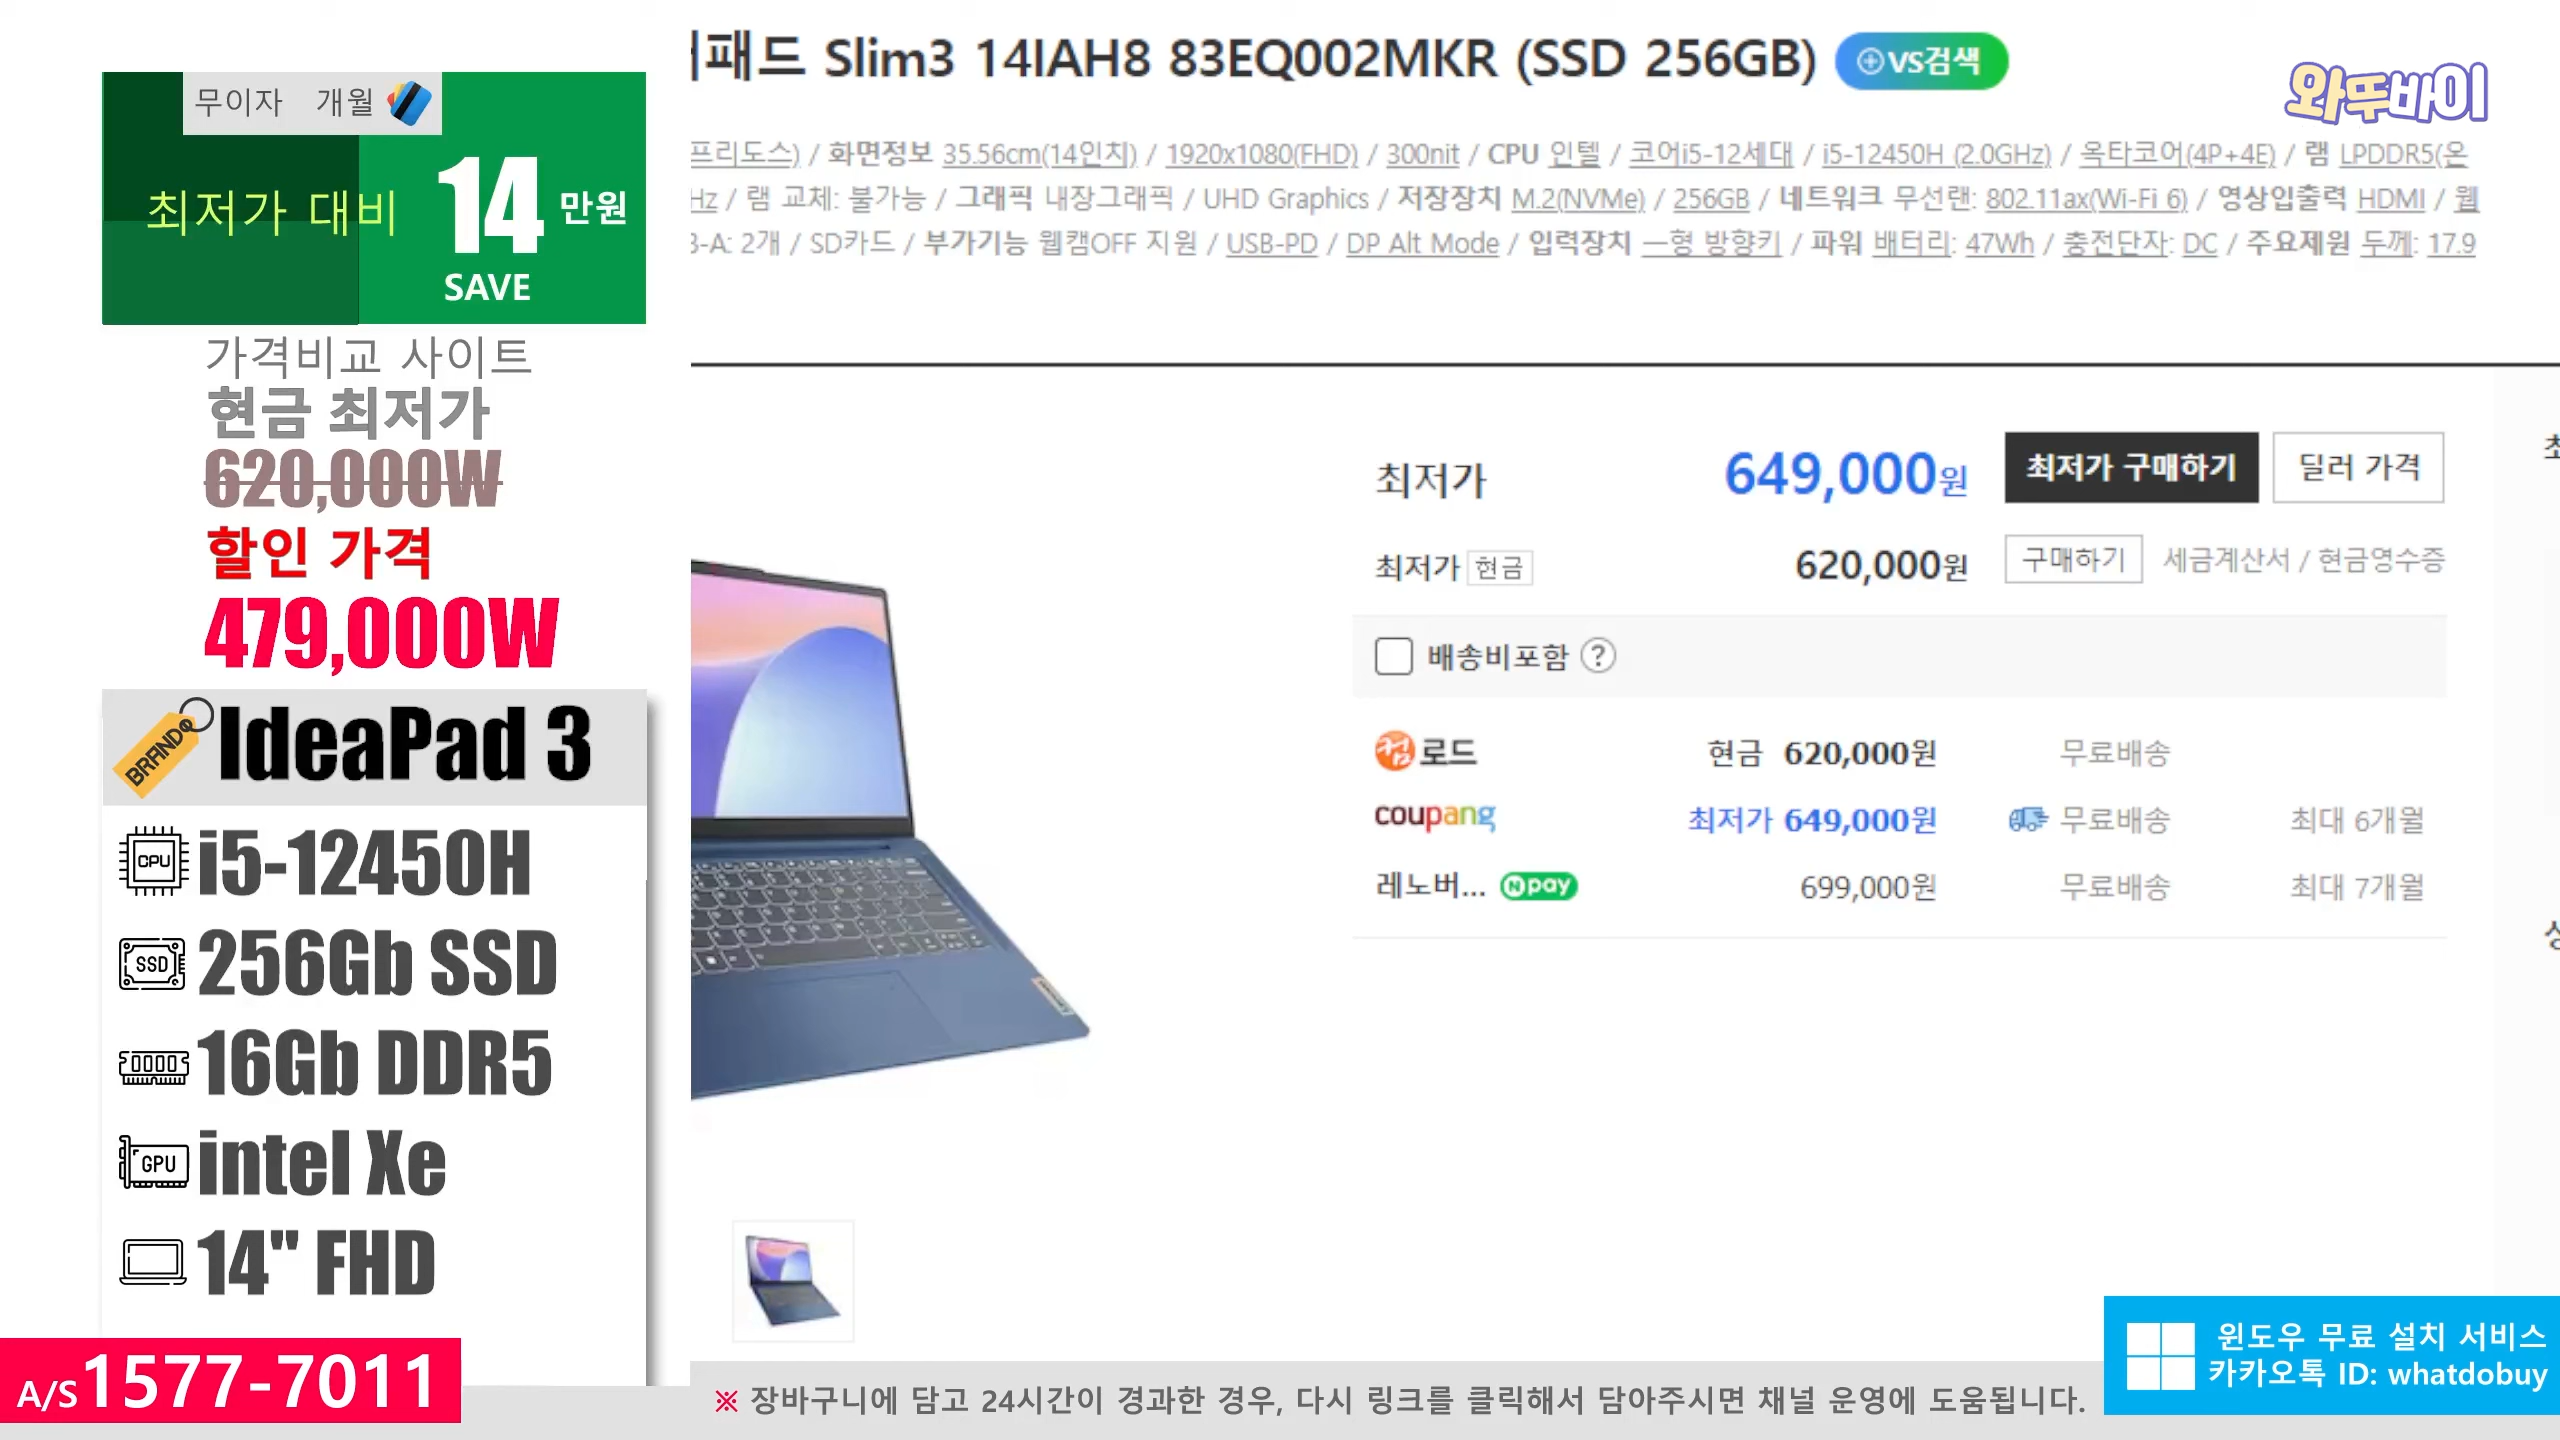 무이자 개월
최저가 대비 14 만원
SAVE
가격비교 사이트
현금 최저가
620,000W
할인 가격
479,000W
BRAND
IdeaPad 3
CPU i5-12450H
SSD 256Gb SSD
16Gb DDR5
GPU intel Xe
14" FHD
A/S 1577-7011
패드 Slim3 14IAH8 83EQ002MKR (SSD 256GB) VS검색
와뚜바이
프리도스) / 화면정보 35.56cm(14인치) / 1920x1080(FHD) / 300nit / CPU 인텔 / 코어i5-12세대 / i5-12450H (2.0GHz) / 옥타코어(4P+4E) / 램 LPDDR5(온
Hz / 램 교체: 불가능 / 그래픽 내장그래픽 / UHD Graphics / 저장장치 M.2(NVMe) / 256GB / 네트워크 무선랜: 802.11ax(Wi-Fi 6) / 영상입출력 HDMI / 웹
B-A: 2개 / SD카드 / 부가기능 웹캠OFF 지원 / USB-PD / DP Alt Mode / 입력장치 ㅡ형 방향키 / 파워 배터리: 47Wh / 충전단자: DC / 주요제원 두께: 17.9
최저가 649,000원 최저가 구매하기 딜러 가격
최저가 현금 620,000원 구매하기 세금계산서 / 현금영수증
배송비포함 ?
컴로드 현금 620,000원 무료배송
coupang 최저가 649,000원 무료배송 최대 6개월
레노버... N pay 699,000원 무료배송 최대 7개월
※ 장바구니에 담고 24시간이 경과한 경우, 다시 링크를 클릭해서 담아주시면 채널 운영에 도움됩니다.
윈도우 무료 설치 서비스
카카오톡 ID: whatdobuy